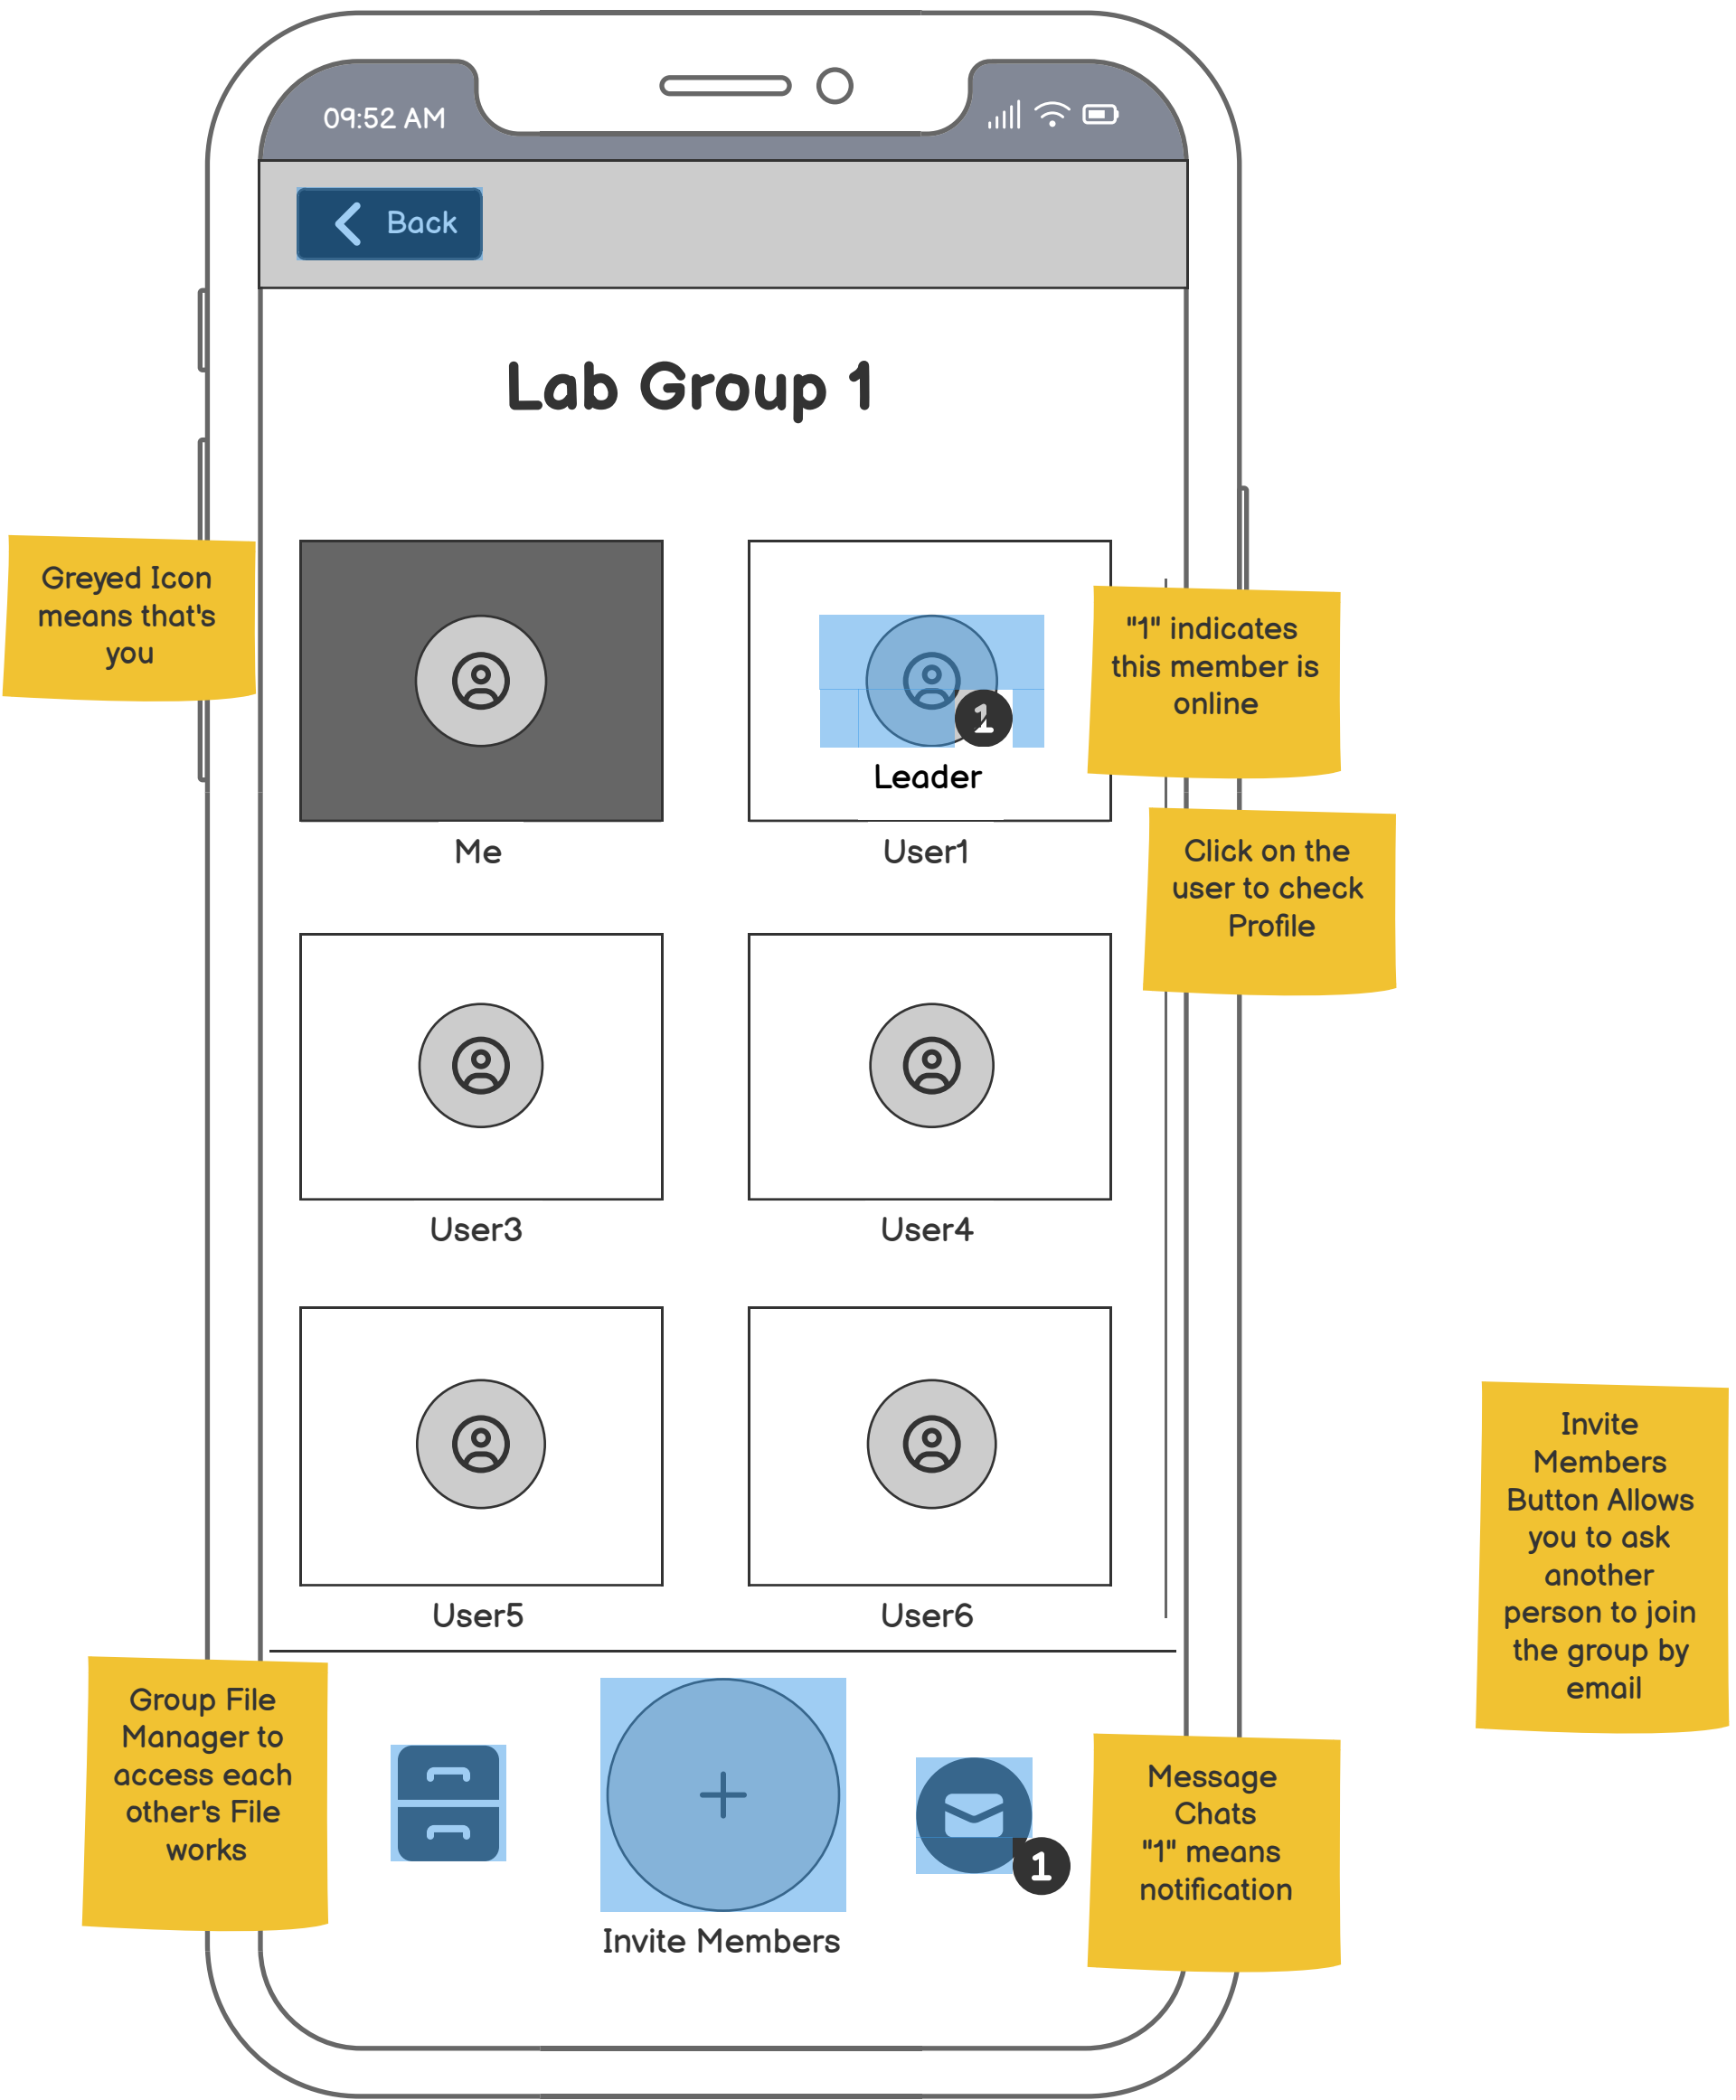 09:52 AM
Back
Lab Group 1
Greyed Icon
means that's
you
"1" indicates
this member is
online
1
Leader
Me
User1
Click on the
user to check
Profile
User3
User4
User5
User6
Invite
Members
Button Allows
you to ask
another
person to join
the group by
email
Group File
Manager to
access each
other's File
works
Message
Chats
"1" means
notification
1
Invite Members